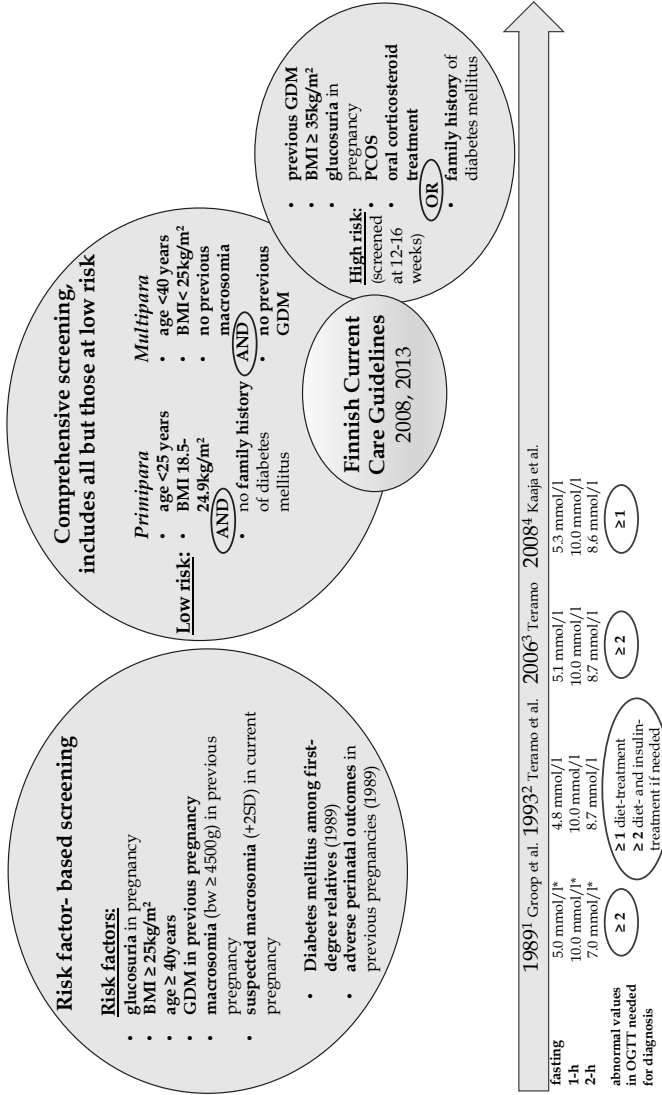 Risk factor- based screening
Risk factors:
• glucosuria in pregnancy
• BMI ≥ 25kg/m²
• age ≥ 40years
• GDM in previous pregnancy
• macrosomia (bw ≥ 4500g) in previous
pregnancy
• suspected macrosomia (+2SD) in current
pregnancy
• Diabetes mellitus among first-
degree relatives (1989)
• adverse perinatal outcomes in
previous pregnancies (1989)
Comprehensive screening,
includes all but those at low risk
Low risk:
Primipara
• age <25 years
• BMI 18.5-
24.9kg/m²
AND
• no family history
of diabetes
mellitus
Multipara
• age <40 years
• BMI< 25kg/m²
• no previous
macrosomia
AND
• no previous
GDM
Finnish Current
Care Guidelines
2008, 2013
High risk:
(screened
at 12-16
weeks)
• previous GDM
• BMI ≥ 35kg/m²
• glucosuria in
pregnancy
• PCOS
• oral corticosteroid
treatment
OR
• family history of
diabetes mellitus
1989¹ Groop et al. 1993² Teramo et al. 2006³ Teramo 2008⁴ Kaaja et al.
fasting 5.0 mmol/l* 4.8 mmol/l 5.1 mmol/l 5.3 mmol/l
1-h 10.0 mmol/l* 10.0 mmol/l 10.0 mmol/l 10.0 mmol/l
2-h 7.0 mmol/l* 8.7 mmol/l 8.7 mmol/l 8.6 mmol/l
abnormal values
in OGTT needed
for diagnosis
≥ 2
≥ 1 diet-treatment
≥ 2 diet- and insulin-
treatment if needed
≥ 2
≥ 1